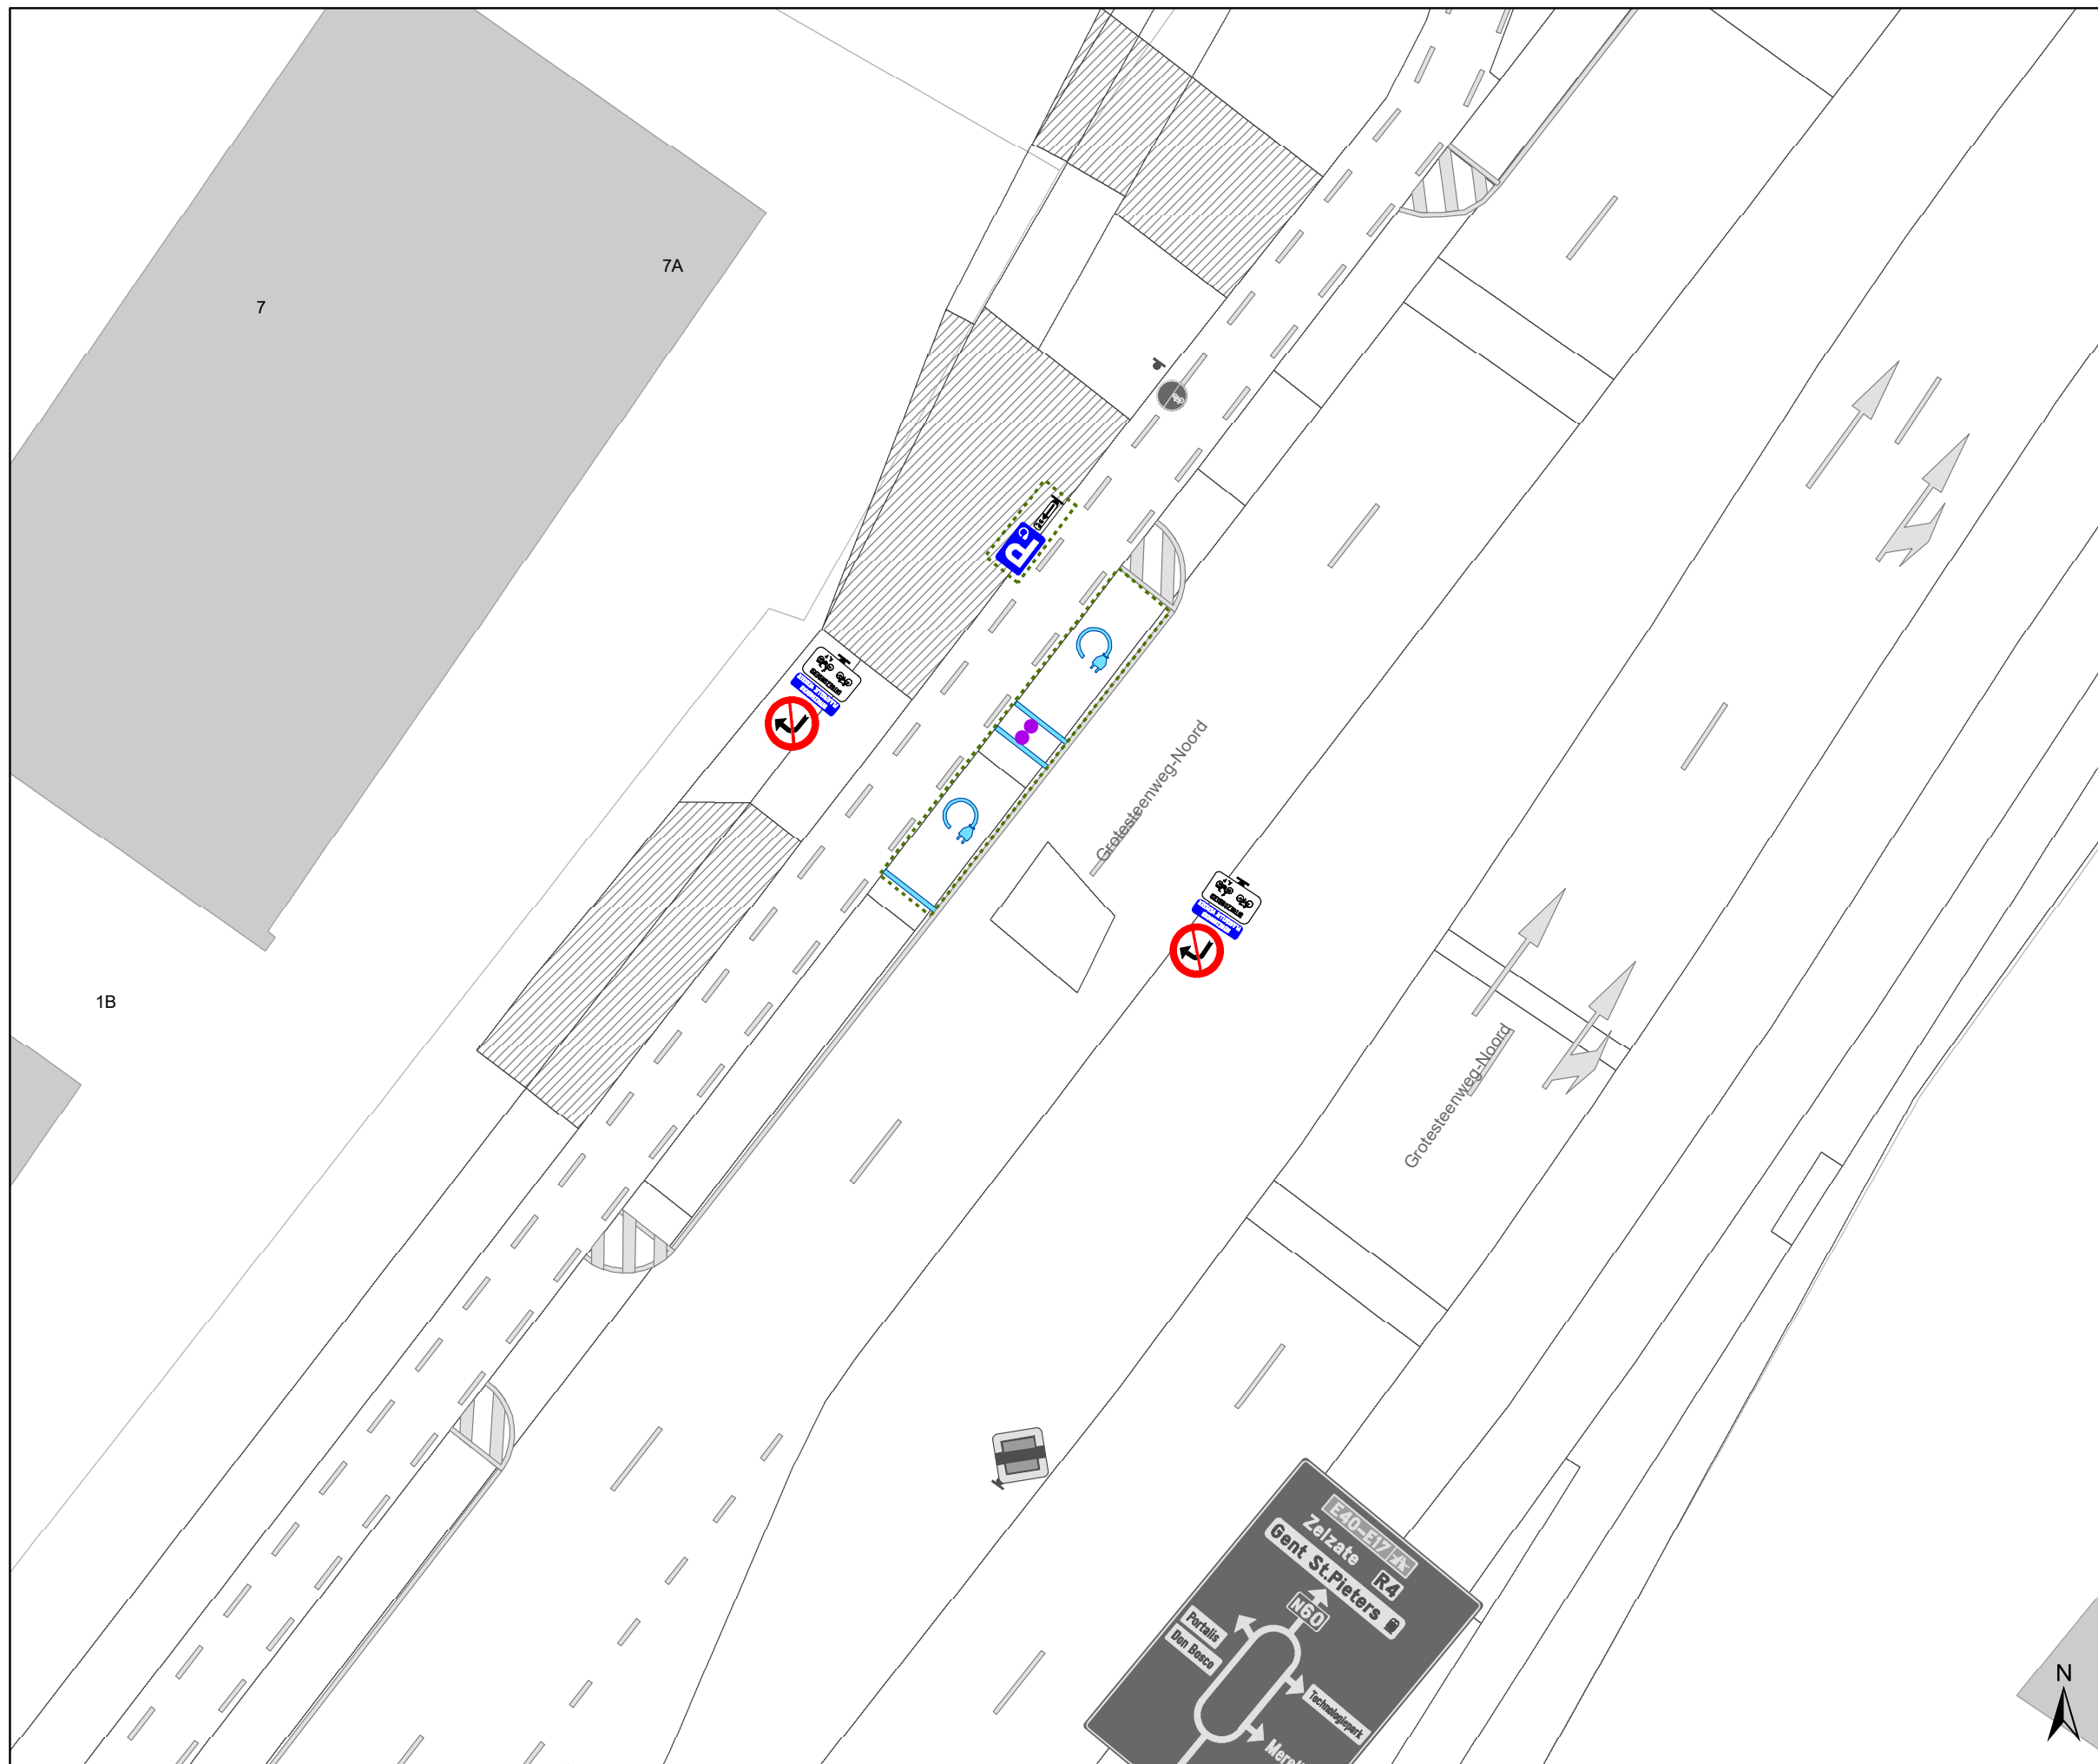 7A
7
1B
Grotesteenweg-Noord
Grotesteenweg-Noord
E40-E17
Zelzate R4
Gent St.Pieters
N60
Portalis
Don Bosco
Technologiepark
N